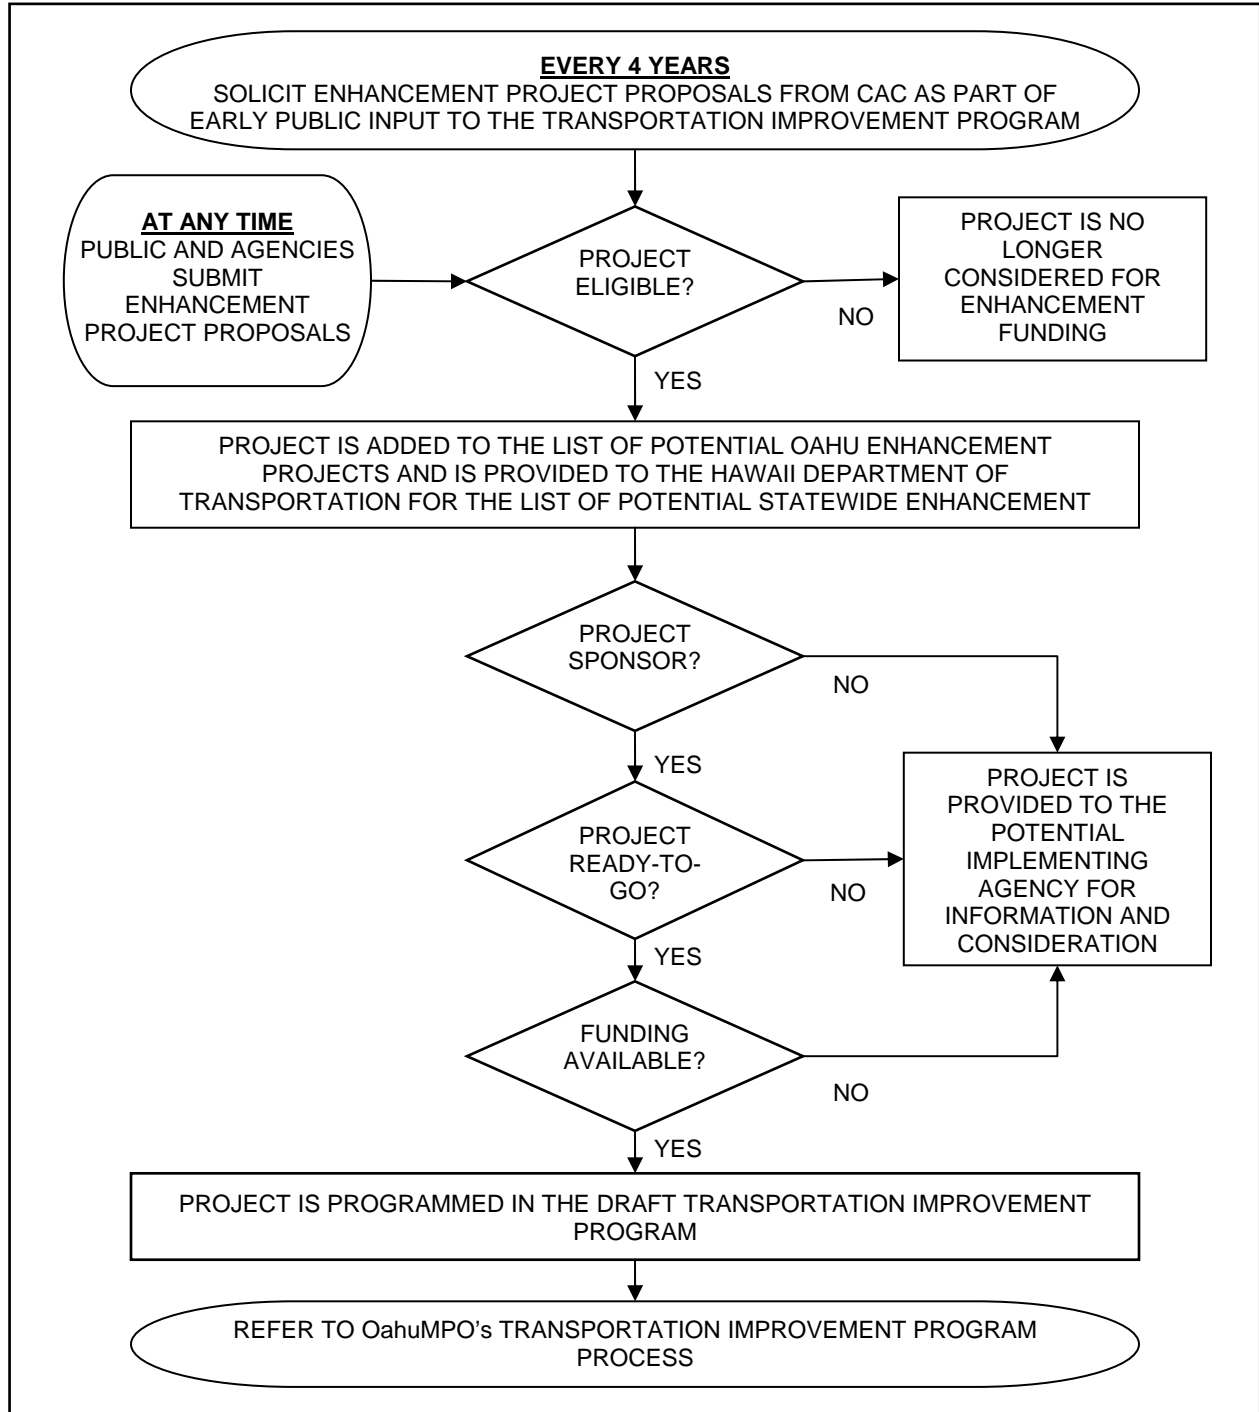 EVERY 4 YEARS
SOLICIT ENHANCEMENT PROJECT PROPOSALS FROM CAC AS PART OF
EARLY PUBLIC INPUT TO THE TRANSPORTATION IMPROVEMENT PROGRAM
AT ANY TIME
PUBLIC AND AGENCIES
SUBMIT
ENHANCEMENT
PROJECT PROPOSALS
PROJECT
ELIGIBLE?
NO
PROJECT IS NO
LONGER
CONSIDERED FOR
ENHANCEMENT
FUNDING
YES
PROJECT IS ADDED TO THE LIST OF POTENTIAL OAHU ENHANCEMENT
PROJECTS AND IS PROVIDED TO THE HAWAII DEPARTMENT OF
TRANSPORTATION FOR THE LIST OF POTENTIAL STATEWIDE ENHANCEMENT
PROJECT
SPONSOR?
NO
YES
PROJECT
READY-TO-
GO?
NO
PROJECT IS
PROVIDED TO THE
POTENTIAL
IMPLEMENTING
AGENCY FOR
INFORMATION AND
CONSIDERATION
YES
FUNDING
AVAILABLE?
NO
YES
PROJECT IS PROGRAMMED IN THE DRAFT TRANSPORTATION IMPROVEMENT
PROGRAM
REFER TO OahuMPO's TRANSPORTATION IMPROVEMENT PROGRAM
PROCESS